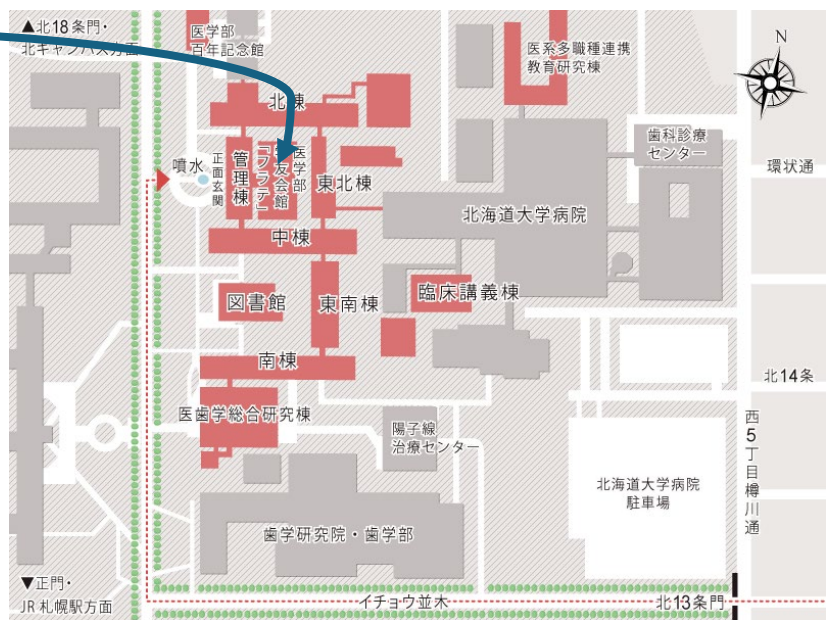 ▲北18条門・
北キャンパス方面
医学部
百年記念館
医系多職種連携
教育研究棟
N
北棟
歯科診療
センター
環状通
噴水
正面玄関
管理棟
「フラテ」
友会館
医学部
東北棟
北海道大学病院
中棟
図書館
東南棟
臨床講義棟
南棟
北14条
医歯学総合研究棟
陽子線
治療センター
西5丁目樽川通
北海道大学病院
駐車場
歯学研究院・歯学部
▼正門・
JR札幌駅方面
イチョウ並木
北13条門